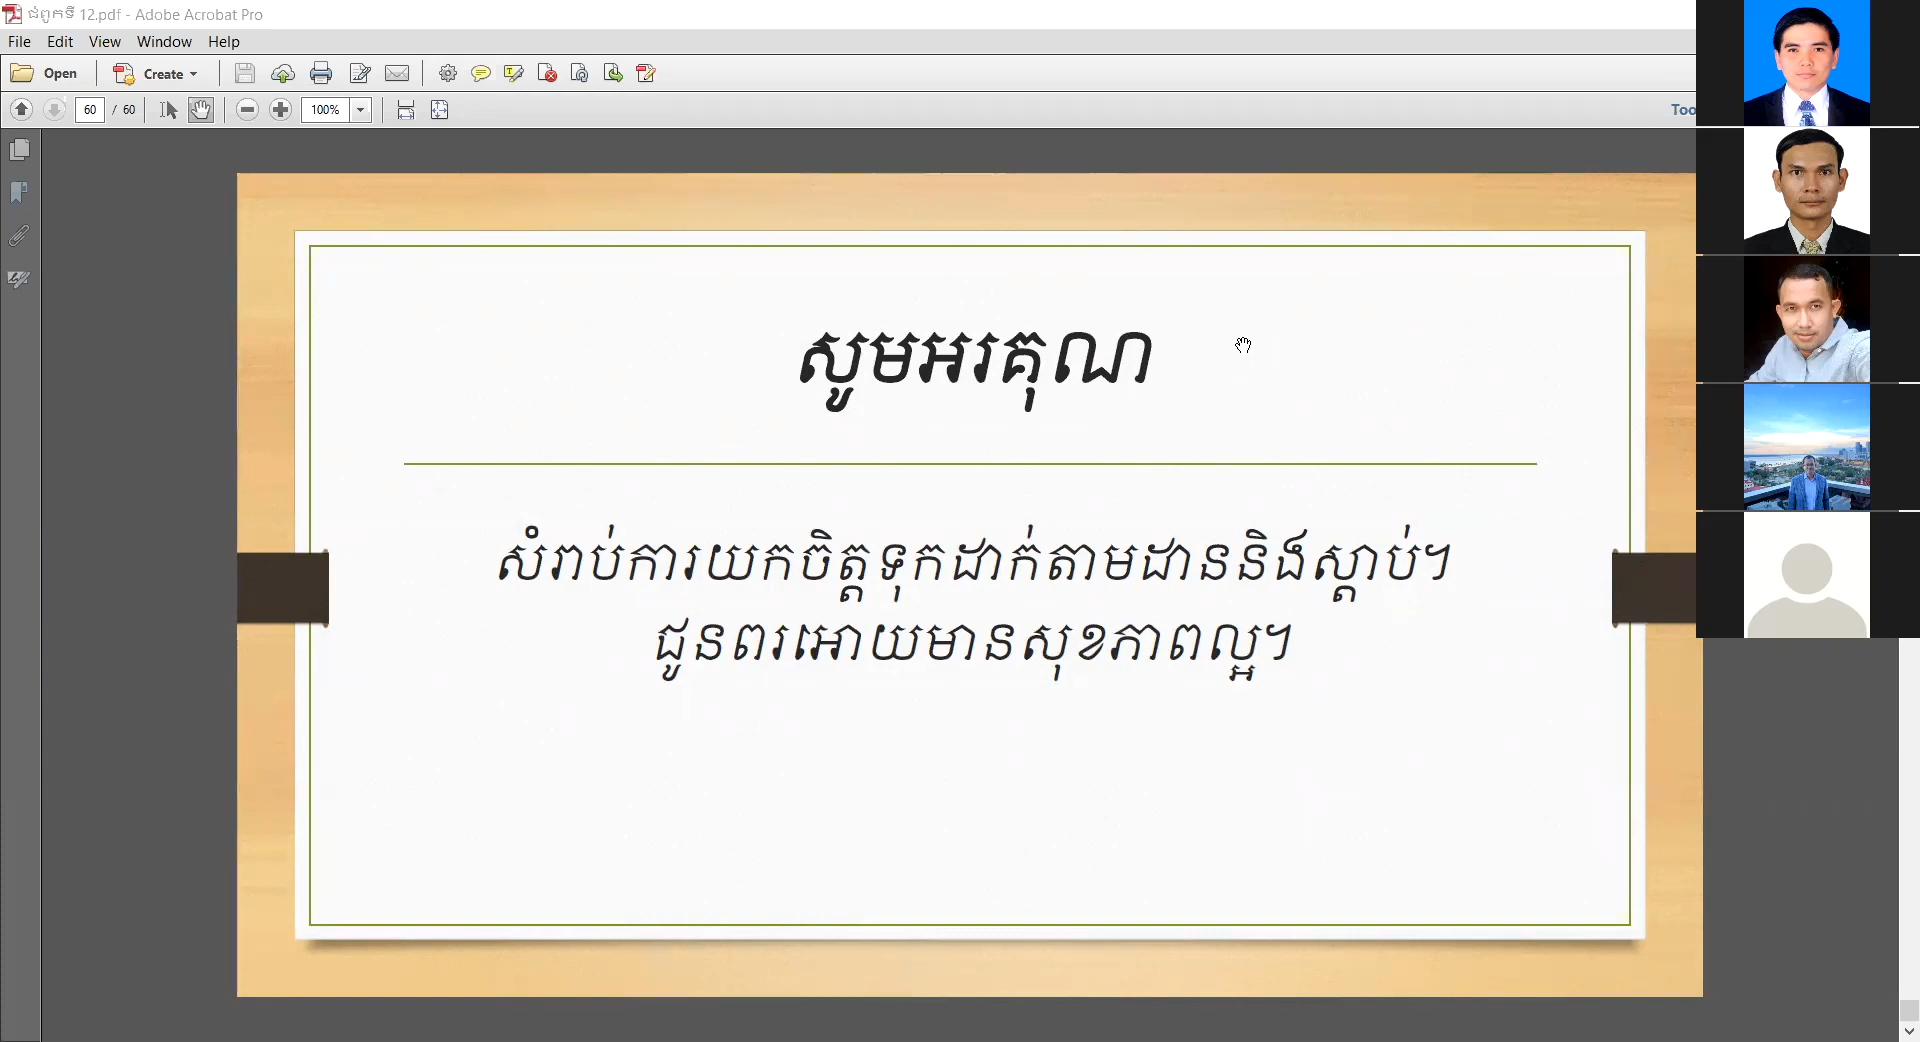 ជំពូកទី 12.pdf - Adobe Acrobat Pro
File Edit View Window Help
Open Create
60 / 60 100% Too
សូមអរគុណ
សំរាប់ការយកចិត្តទុកដាក់តាមដាននិងស្តាប់។
ជូនពរអោយមានសុខភាពល្អ។